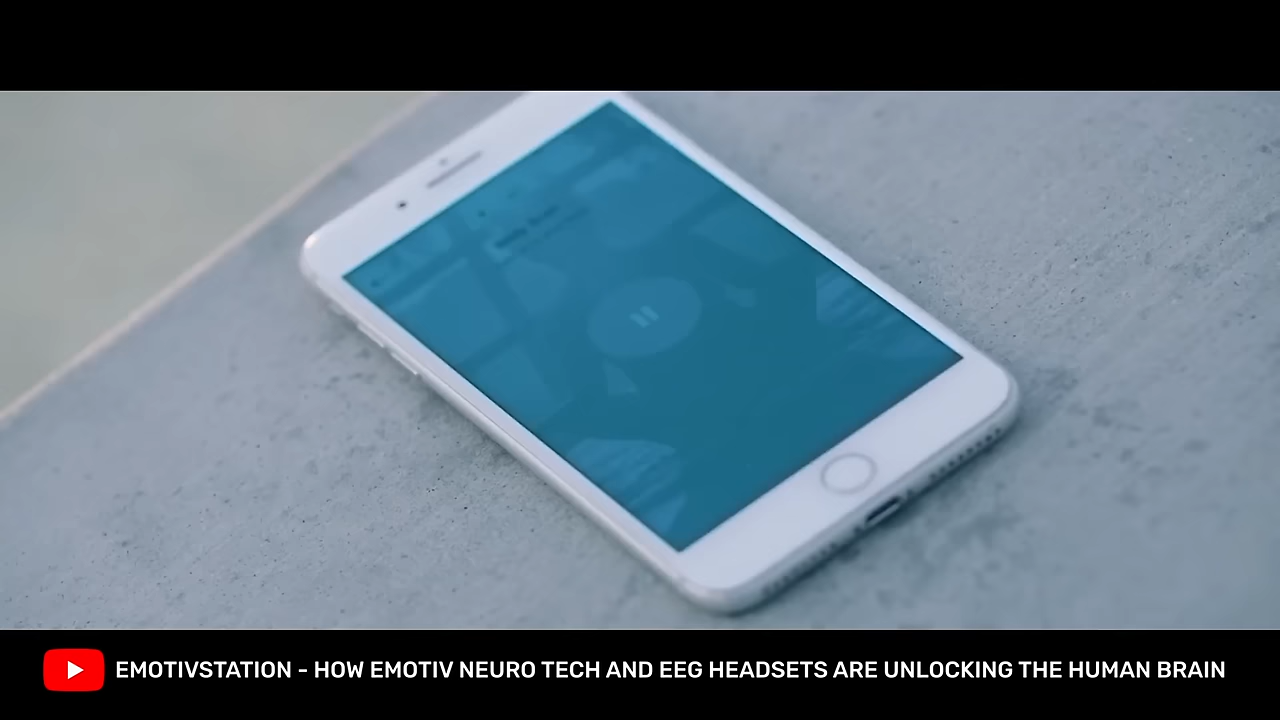 EMOTIVSTATION - HOW EMOTIV NEURO TECH AND EEG HEADSETS ARE UNLOCKING THE HUMAN BRAIN